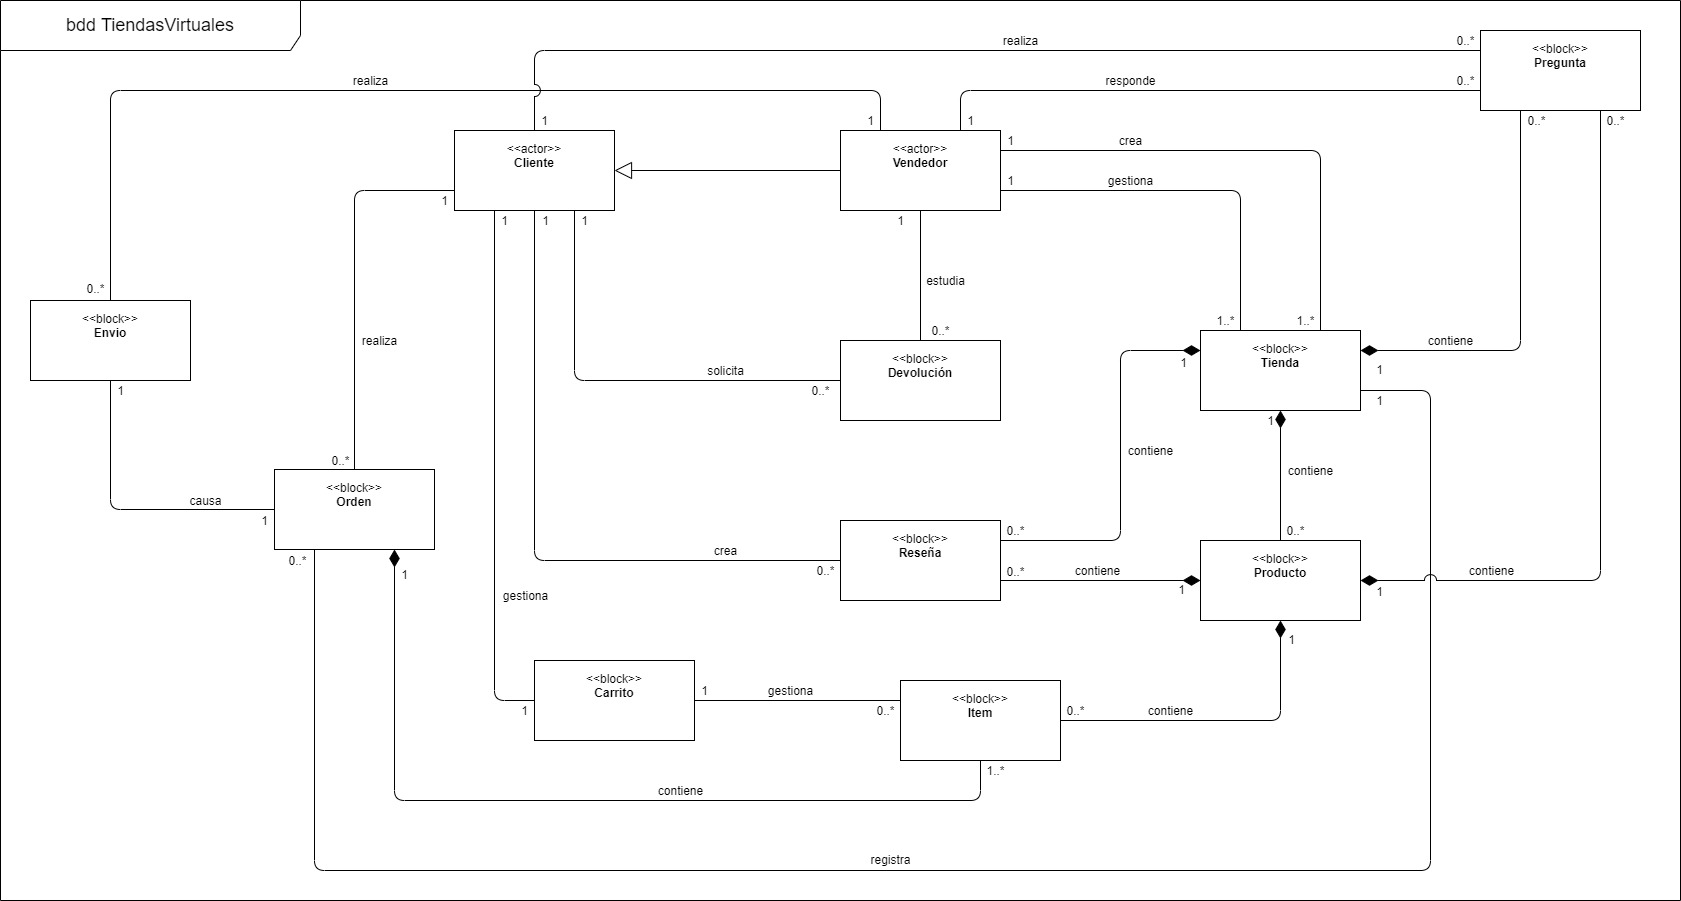 bdd TiendasVirtuales
realiza
0..*
<<block>>
Pregunta
realiza
responde
0..*
1
1
1
0..*
0..*
<<actor>>
Cliente
<<actor>>
Vendedor
1
crea
1
gestiona
1
1
1
1
1
estudia
0..*
<<block>>
Envio
1
realiza
0..*
<<block>>
Devolución
solicita
0..*
1..*
1..*
<<block>>
Tienda
contiene
1
1
1
1
contiene
contiene
0..*
<<block>>
Orden
causa
1
0..*
1
0..*
<<block>>
Reseña
crea
0..*
0..*
contiene
1
0..*
<<block>>
Producto
contiene
1
1
gestiona
<<block>>
Carrito
1
1
gestiona
0..*
<<block>>
Item
0..*
contiene
1..*
contiene
registra